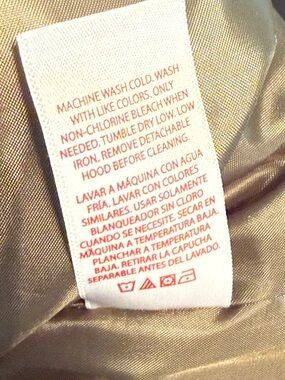 MACHINE WASH COLD. WASH
WITH LIKE COLORS. ONLY
NON-CHLORINE BLEACH WHEN
NEEDED. TUMBLE DRY LOW. LOW
IRON. REMOVE DETACHABLE
HOOD BEFORE CLEANING.
LAVAR A MÁQUINA CON AGUA
FRÍA. LAVAR CON COLORES
SIMILARES. USAR SOLAMENTE
BLANQUEADOR SIN CLORO
CUANDO SE NECESITE. SECAR EN
MÁQUINA A TEMPERATURA BAJA.
PLANCHAR A TEMPERATURA
BAJA. RETIRAR LA CAPUCHA
SEPARABLE ANTES DEL LAVADO.